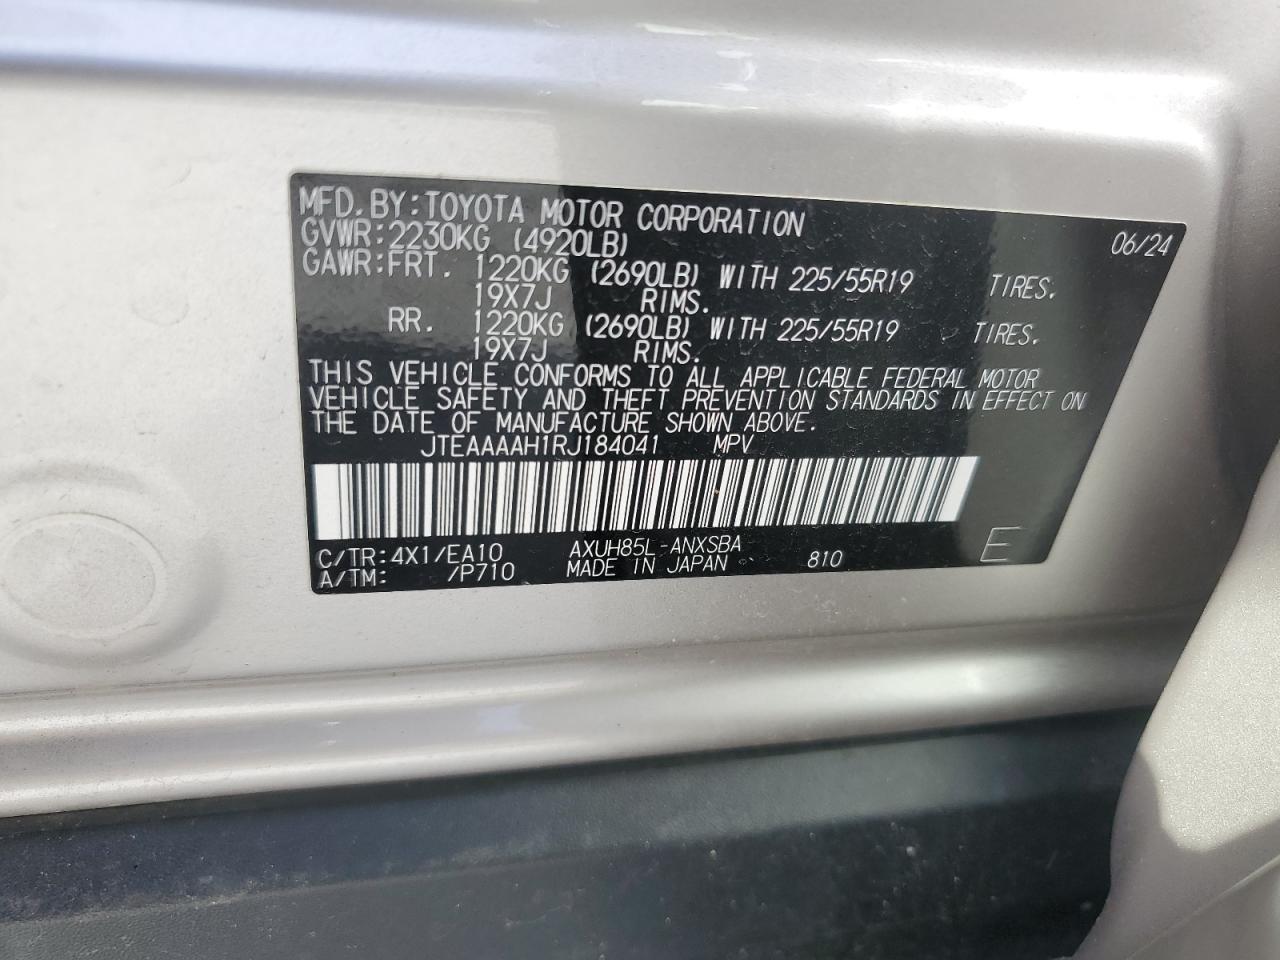 MFD. BY: TOYOTA MOTOR CORPORATION 06/24
GVWR: 2230KG (4920LB)
GAWR: FRT. 1220KG (2690LB) WITH 225/55R19 TIRES.
19X7J RIMS.
RR. 1220KG (2690LB) WITH 225/55R19 TIRES.
19X7J RIMS.
THIS VEHICLE CONFORMS TO ALL APPLICABLE FEDERAL MOTOR
VEHICLE SAFETY AND THEFT PREVENTION STANDARDS IN EFFECT ON
THE DATE OF MANUFACTURE SHOWN ABOVE.
JTEAAAAH1RJ184041 MPV
C/TR: 4X1/EA10 AXUH85L-ANXSBA
A/TM: /P710 MADE IN JAPAN 810 E